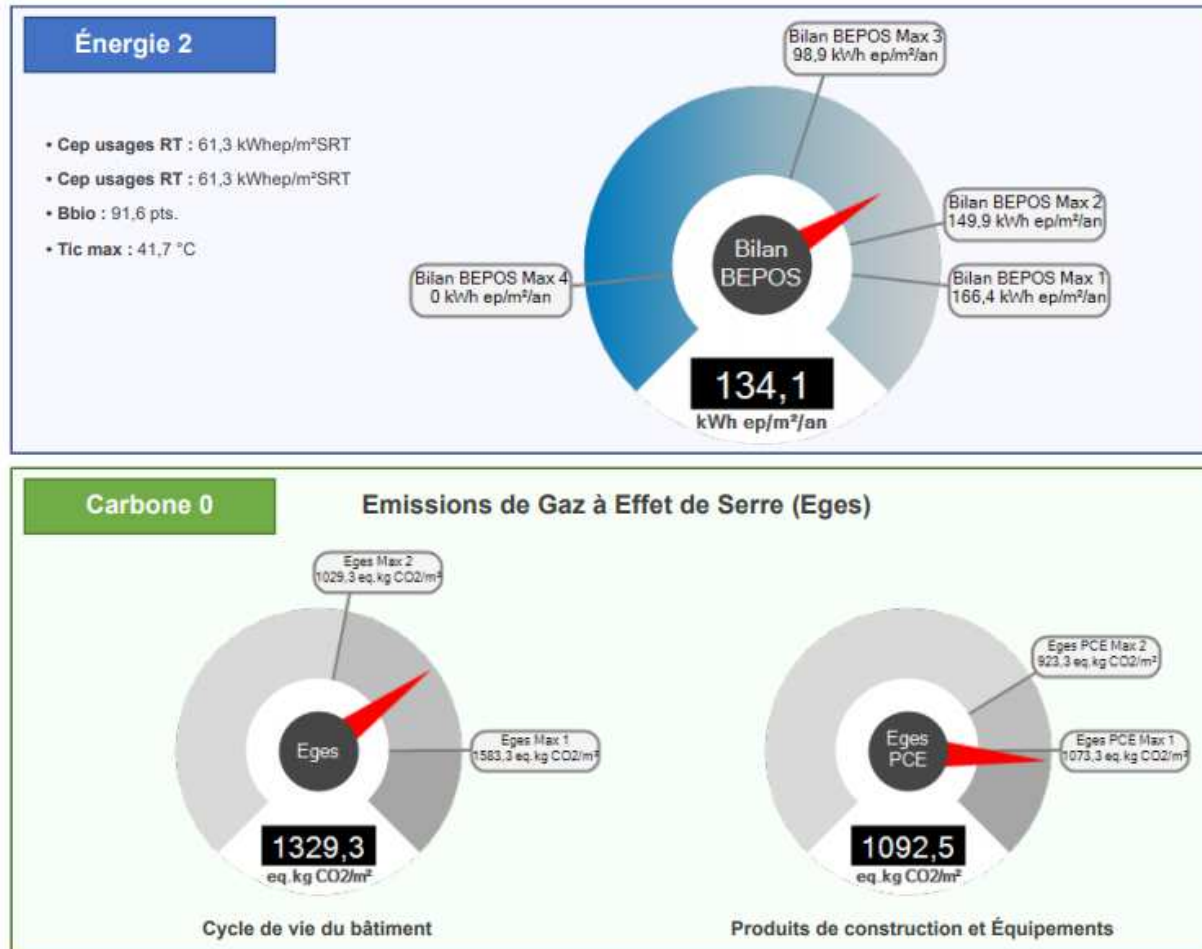 Énergie 2
• Cep usages RT : 61,3 kWhep/m²SRT
• Cep usages RT : 61,3 kWhep/m²SRT
• Bbio : 91,6 pts.
• Tic max : 41,7 °C
Bilan BEPOS Max 3
98,9 kWh ep/m²/an
Bilan BEPOS Max 2
149,9 kWh ep/m²/an
Bilan BEPOS Max 1
166,4 kWh ep/m²/an
Bilan BEPOS Max 4
0 kWh ep/m²/an
Bilan
BEPOS
134,1
kWh ep/m²/an
Carbone 0
Emissions de Gaz à Effet de Serre (Eges)
Eges Max 2
1029,3 eq.kg CO2/m²
Eges Max 1
1583,3 eq.kg CO2/m²
Eges
1329,3
eq.kg CO2/m²
Cycle de vie du bâtiment
Eges PCE Max 2
923,3 eq.kg CO2/m²
Eges PCE Max 1
1073,3 eq.kg CO2/m²
Eges
PCE
1092,5
eq.kg CO2/m²
Produits de construction et Équipements